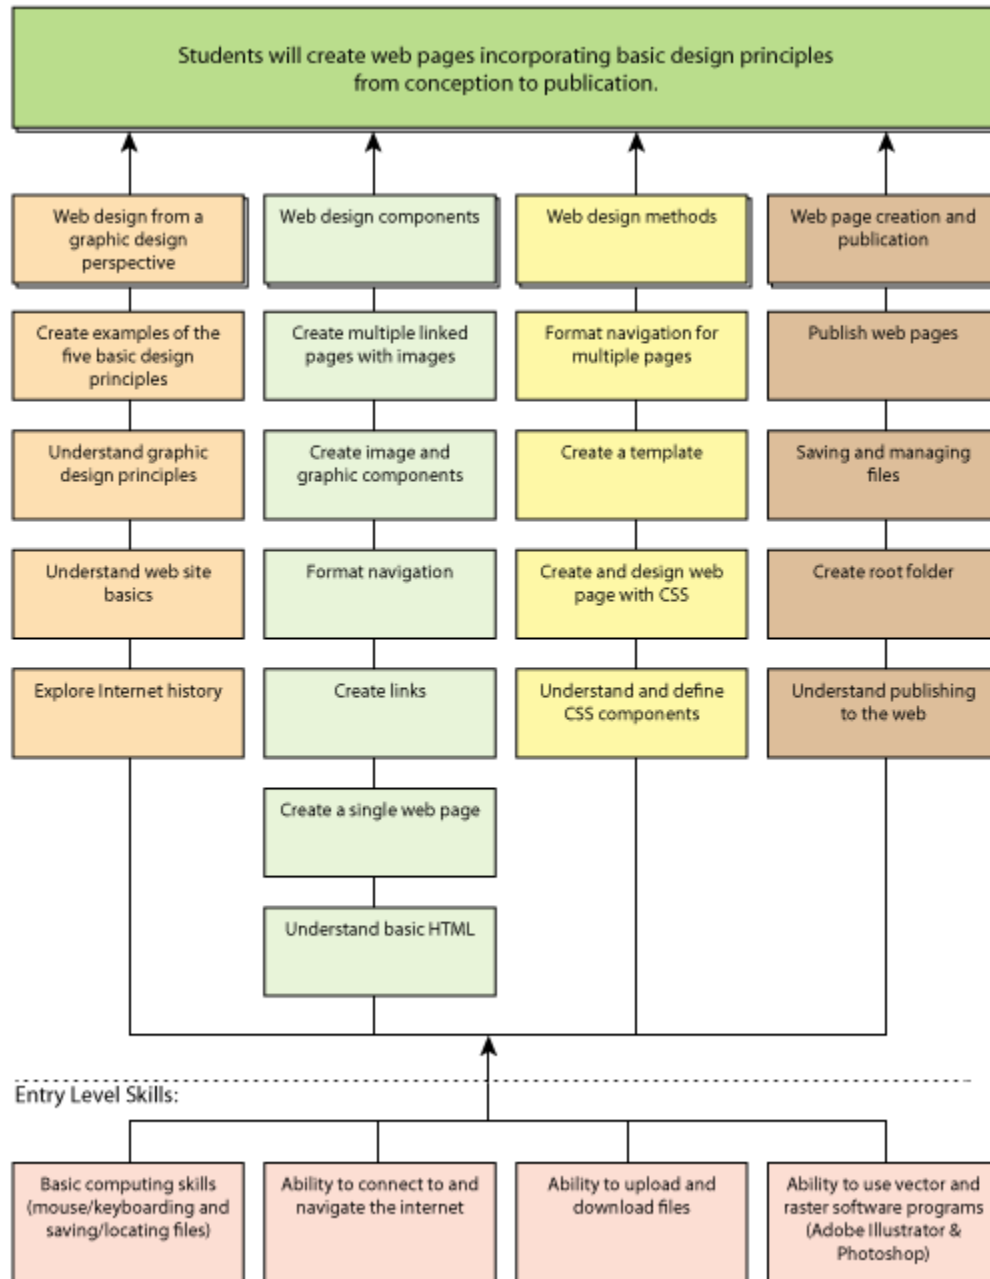 Students will create web pages incorporating basic design principles
from conception to publication.
Web design from a
graphic design
perspective
Web design components
Web design methods
Web page creation and
publication
Create examples of the
five basic design
principles
Create multiple linked
pages with images
Format navigation for
multiple pages
Publish web pages
Understand graphic
design principles
Create image and
graphic components
Create a template
Saving and managing
files
Understand web site
basics
Format navigation
Create and design web
page with CSS
Create root folder
Explore Internet history
Create links
Understand and define
CSS components
Understand publishing
to the web
Create a single web page
Understand basic HTML
Entry Level Skills:
Basic computing skills
(mouse/keyboarding and
saving/locating files)
Ability to connect to and
navigate the internet
Ability to upload and
download files
Ability to use vector and
raster software programs
(Adobe Illustrator &
Photoshop)